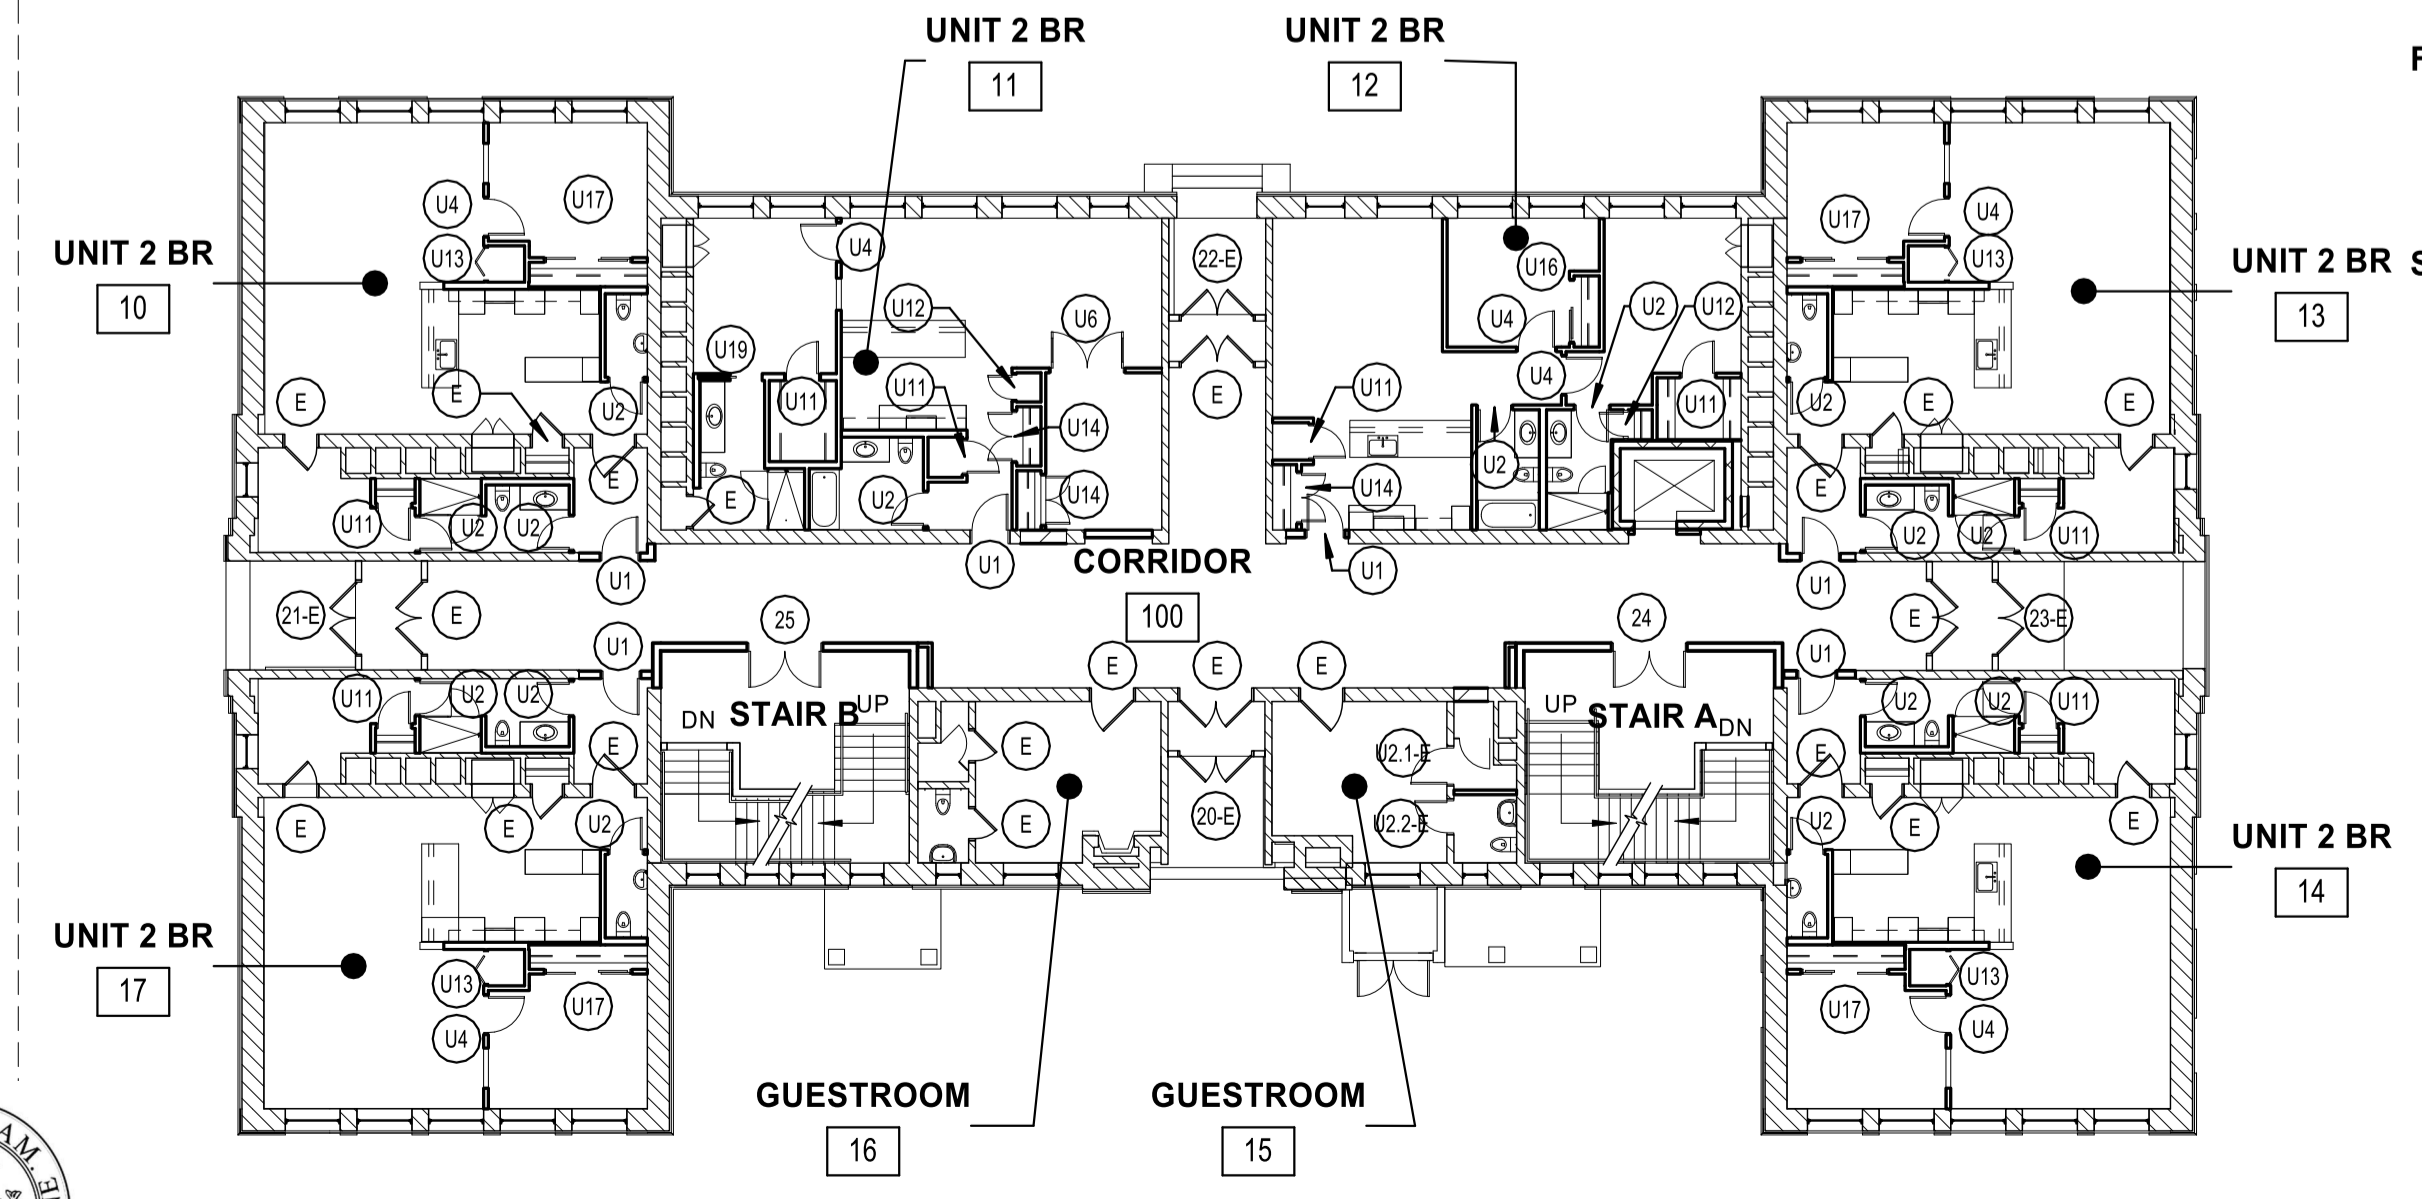 UNIT 2 BR
11
UNIT 2 BR
12
UNIT 2 BR
10
UNIT 2 BR
13
U4
U17
U13
E
E
U2
E
U11
U2
U2
U1
U4
U12
U6
U19
U11
U11
U14
U14
E
U2
U1
22-E
E
U16
U4
U2
U12
U4
U11
U11
U2
U14
U1
U17
U4
U13
U2
E
E
E
U2
U2
U11
U1
CORRIDOR
100
21-E
E
U1
25
E
E
E
24
U1
E
23-E
U11
U2
U2
E
E
E
U2
DN
STAIR B
UP
E
E
20-E
U2.1-E
U2.2-E
UP
STAIR A
DN
U2
U2
U11
E
U2
E
E
UNIT 2 BR
14
UNIT 2 BR
17
U13
U17
U4
U13
U17
U4
GUESTROOM
16
GUESTROOM
15
AM.